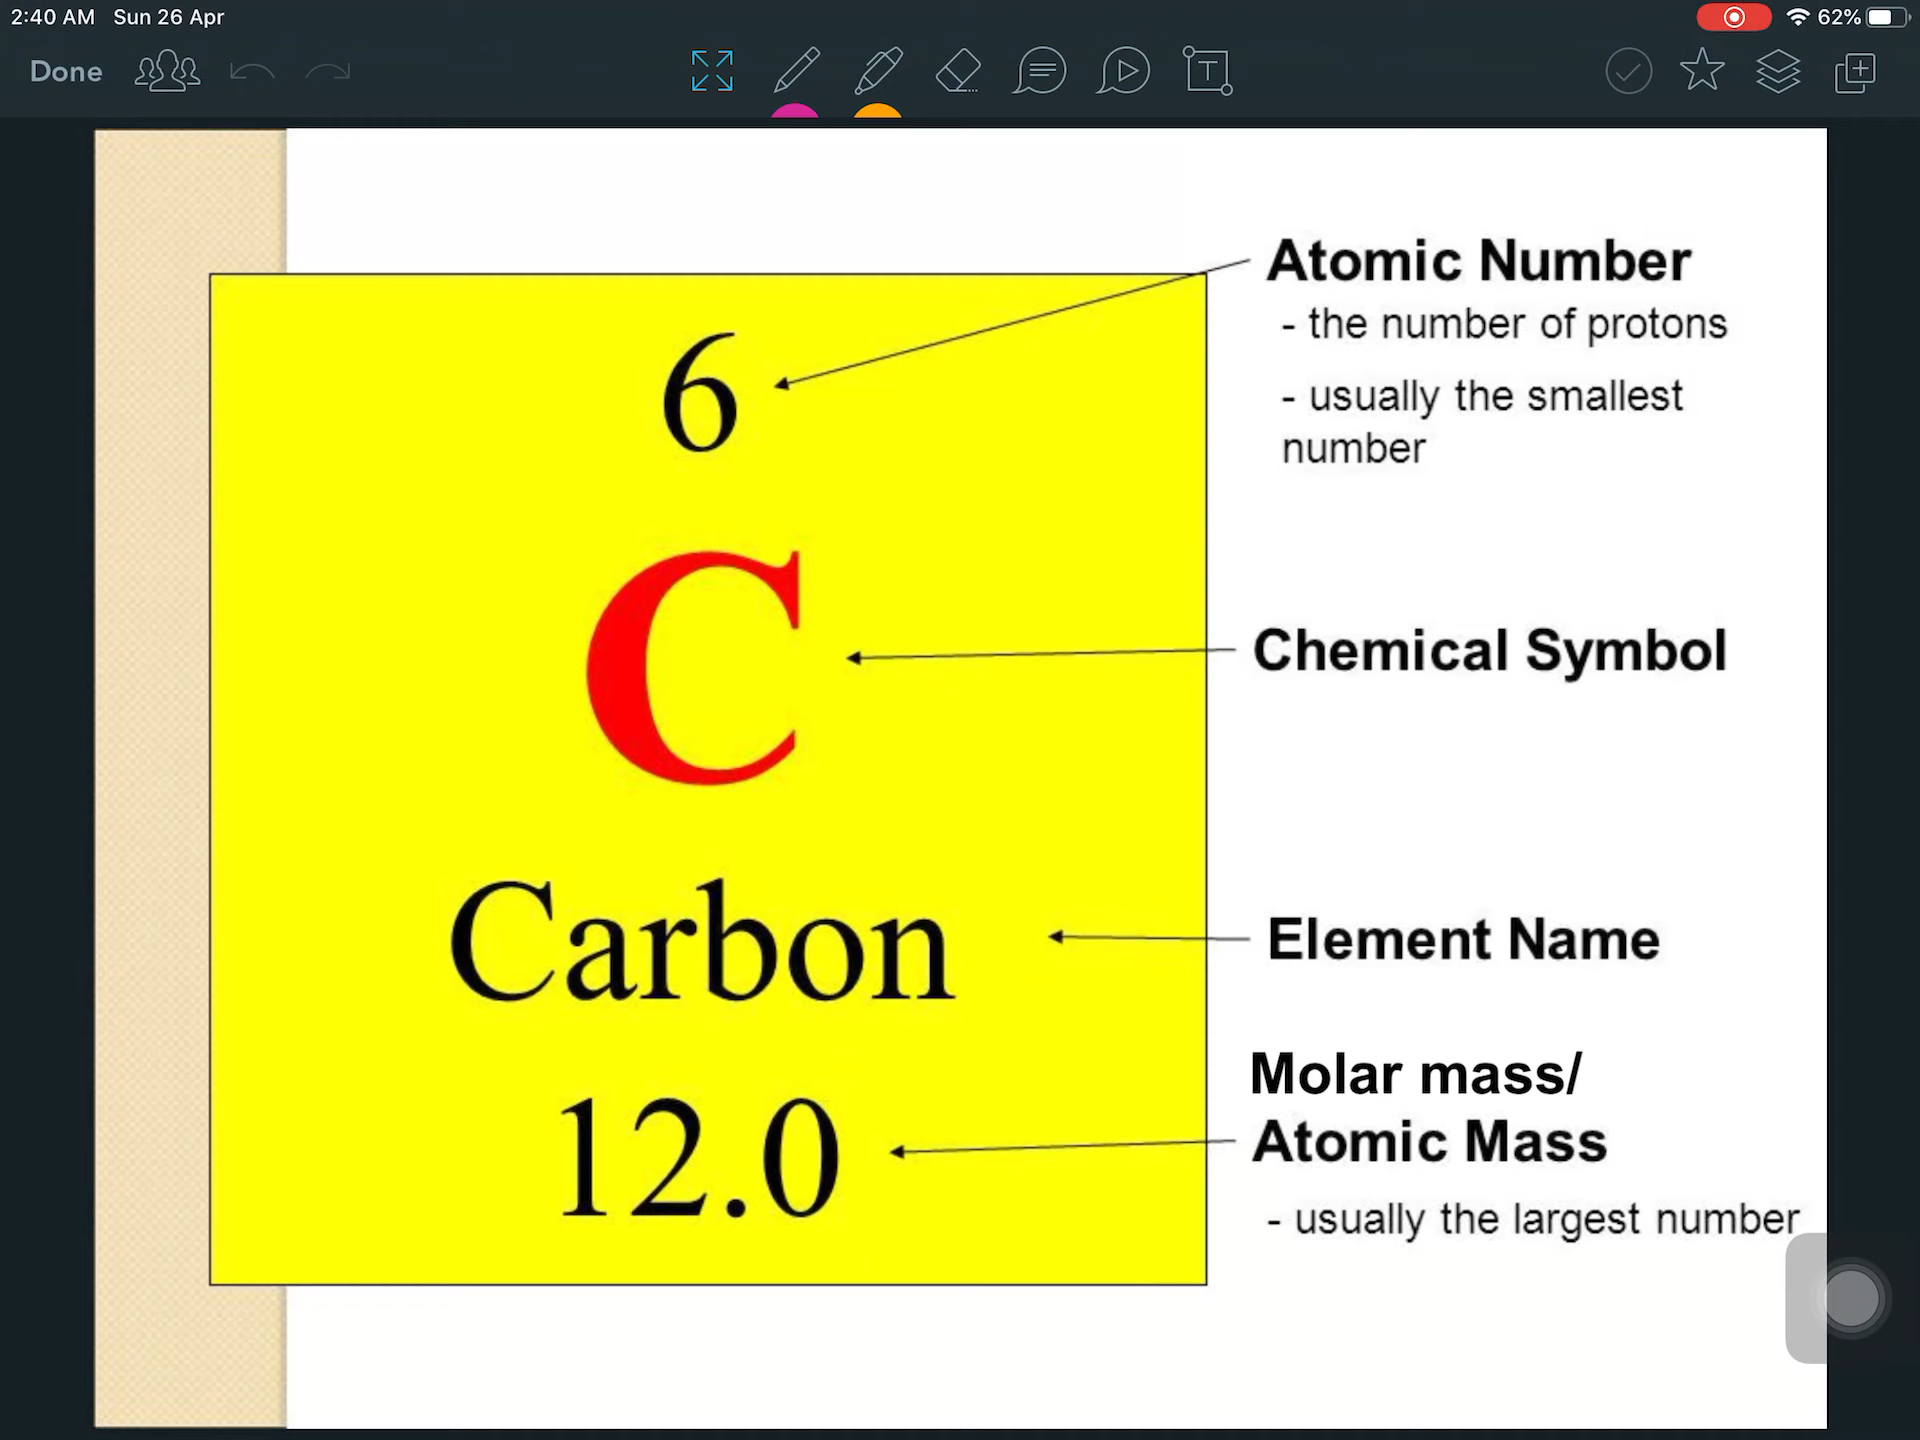 2:40 AM Sun 26 Apr
62%
Done
T
6
C
Carbon
12.0
Atomic Number
- the number of protons
- usually the smallest
number
Chemical Symbol
Element Name
Molar mass/
Atomic Mass
- usually the largest number